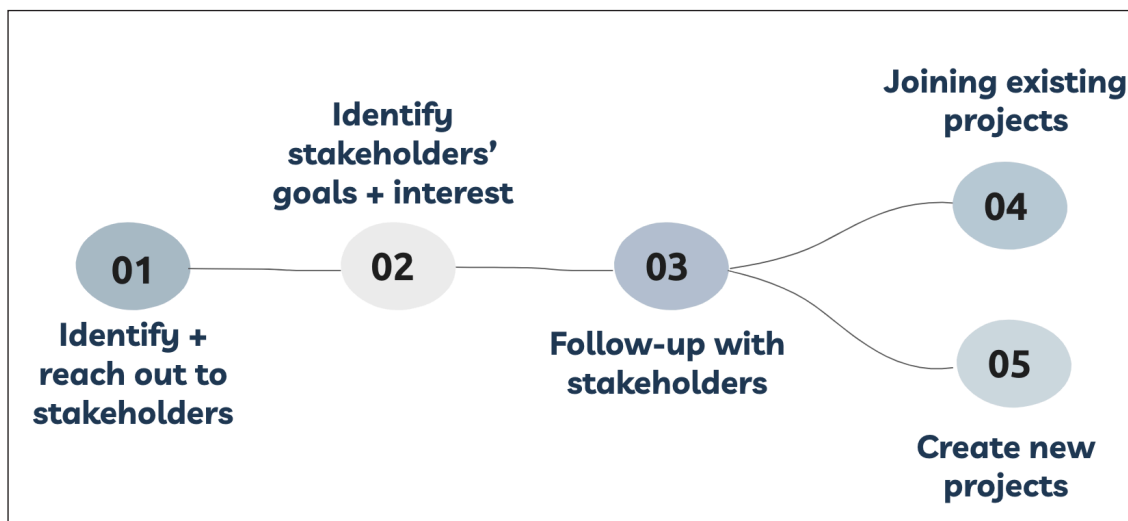 01
Identify +
reach out to
stakeholders
Identify
stakeholders’
goals + interest
02
03
Follow-up with
stakeholders
Joining existing
projects
04
05
Create new
projects